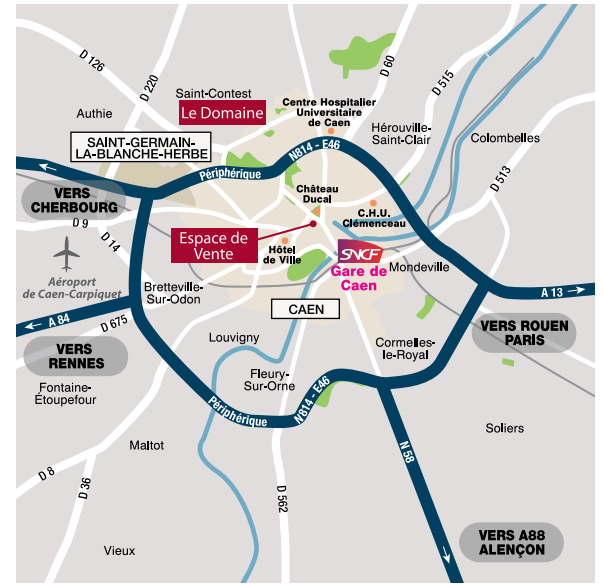 D 126
D 220
D 60
D 515
Saint-Contest
Le Domaine
Centre Hospitalier
Universitaire
de Caen
Authie
Hérouville-
Saint-Clair
Colombelles
SAINT-GERMAIN-
LA-BLANCHE-HERBE
N814 - E46
Périphérique
D 513
VERS
CHERBOURG
Château
Ducal
C.H.U.
Clémenceau
D 9
D 14
Espace de
Vente
Hôtel
de Ville
SNCF
Gare de
Caen
Mondeville
Aéroport
de Caen-Carpiquet
Bretteville-
Sur-Odon
A 13
CAEN
A 84
D 675
VERS ROUEN
PARÍS
VERS
RENNES
Louvigny
Cormelles-
le-Royal
Fleury-
Sur-Orne
Fontaine-
Étoupefour
Périphérique
N814 - E46
Soliers
N 58
Maltot
D 8
D 36
D 562
VERS A88
ALENÇON
Vieux